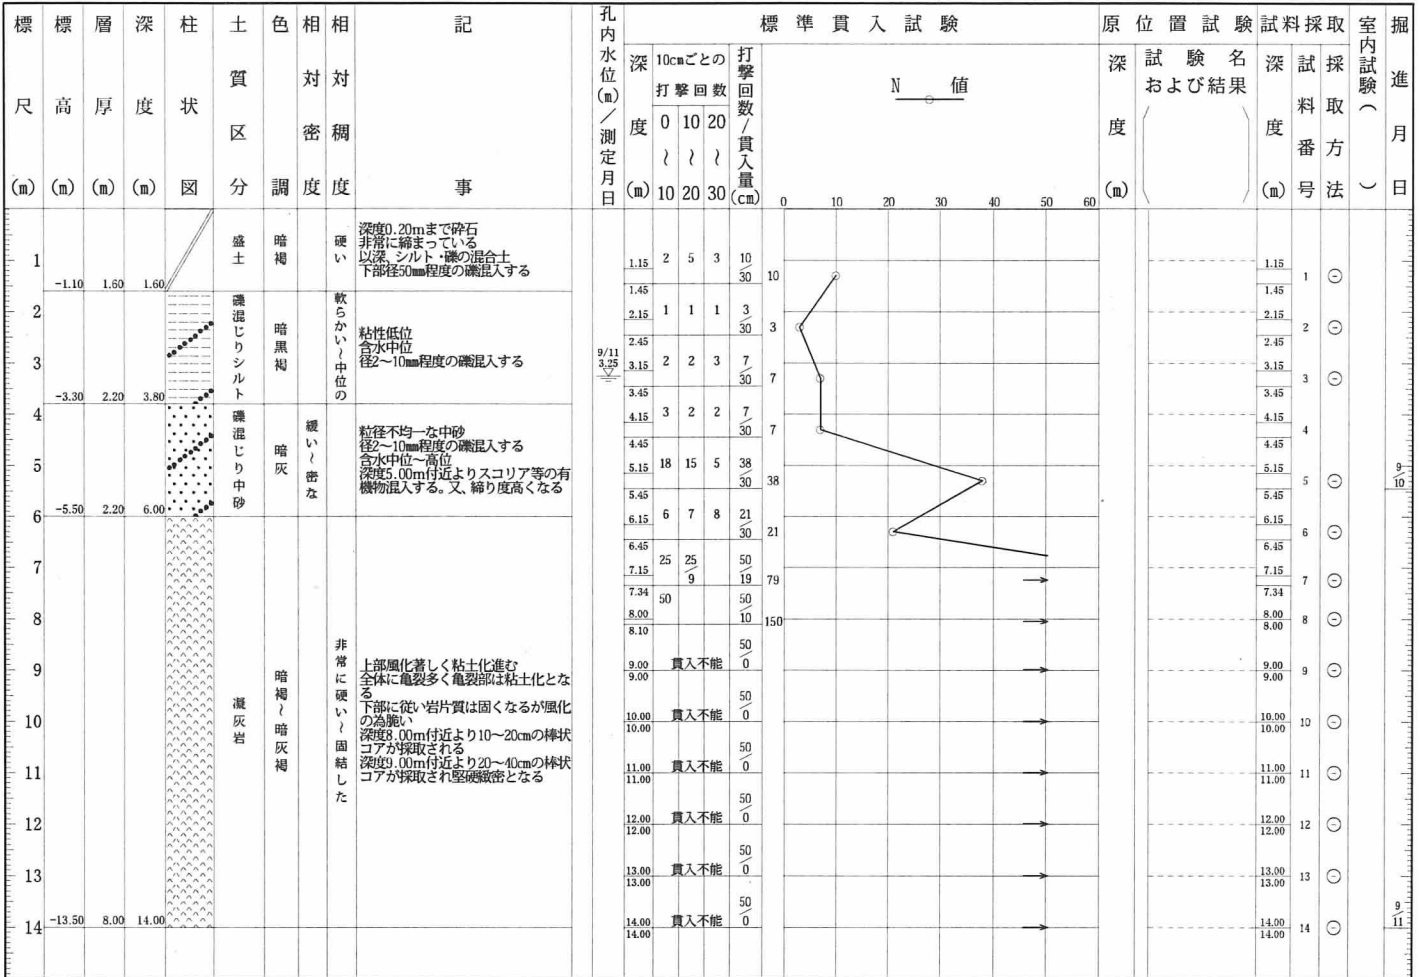 標尺(m) 標高(m) 層厚(m) 深度(m) 柱状図 土質区分 色調 相対密度 相対稠度 記事 孔内水位(m)/測定月日 標準貫入試験 原位置試験 試料採取 室内試験( ) 掘進月日
深度(m) 10cmごとの打撃回数 打撃回数/貫入量(cm) N値 深度(m) 試験名および結果 深度(m) 試料番号 採取方法
0〜10 10〜20 20〜30
0 10 20 30 40 50 60
-1.10 1.60 1.60 盛土 暗褐 硬い
深度0.20mまで砕石
非常に締まっている
以深、シルト・礫の混合土
下部径50mm程度の礫混入する
-3.30 2.20 3.80 礫混じりシルト 暗黒褐 軟らかい〜中位の
粘性低位
含水中位
径2〜10mm程度の礫混入する
9/11
3.25
-5.50 2.20 6.00 礫混じり中砂 暗灰 緩い〜密な
粒径不均一な中砂
径2〜10mm程度の礫混入する
含水中位〜高位
深度5.00m付近よりスコリア等の有
機物混入する。又、締り度高くなる
-13.50 8.00 14.00 凝灰岩 暗褐〜暗灰褐 非常に硬い〜固結した
上部風化著しく粘土化進む
全体に亀裂多く亀裂部は粘土化とな
る
下部に従い岩片質は固くなるが風化
の為脆い
深度8.00m付近より10〜20cmの棒状
コアが採取される
深度9.00m付近より20〜40cmの棒状
コアが採取され堅硬緻密となる
1
2
3
4
5
6
7
8
9
10
11
12
13
14
1.15 2 5 3 10/30 10 1.15 1
1.45 1.45
2.15 1 1 1 3/30 3 2.15 2
2.45 2.45
3.15 2 2 3 7/30 7 3.15 3
3.45 3.45
4.15 3 2 2 7/30 7 4.15 4
4.45 4.45
5.15 18 15 5 38/30 38 5.15 5 9/10
5.45 5.45
6.15 6 7 8 21/30 21 6.15 6
6.45 6.45
7.15 25 25/9 50/19 79 7.15 7
7.34 7.34
8.00 50 50/10 150 8.00 8
8.10 8.00
9.00 貫入不能 50/0 9.00 9
9.00 9.00
10.00 貫入不能 50/0 10.00 10
10.00 10.00
11.00 貫入不能 50/0 11.00 11
11.00 11.00
12.00 貫入不能 50/0 12.00 12
12.00 12.00
13.00 貫入不能 50/0 13.00 13
13.00 13.00
14.00 貫入不能 50/0 14.00 14 9/11
14.00 14.00